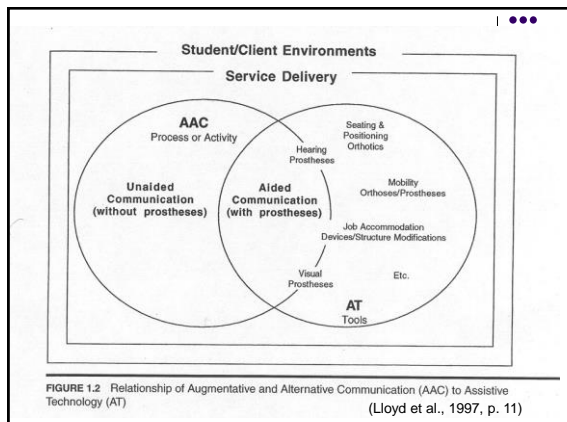 Student/Client Environments
Service Delivery
AAC
Process or Activity
Unaided
Communication
(without prostheses)
Aided
Communication
(with prostheses)
Hearing
Prostheses
Seating &
Positioning
Orthotics
Mobility
Orthoses/Prostheses
Job Accommodation
Devices/Structure Modifications
Visual
Prostheses
Etc.
AT
Tools
FIGURE 1.2 Relationship of Augmentative and Alternative Communication (AAC) to Assistive
Technology (AT)
(Lloyd et al., 1997, p. 11)